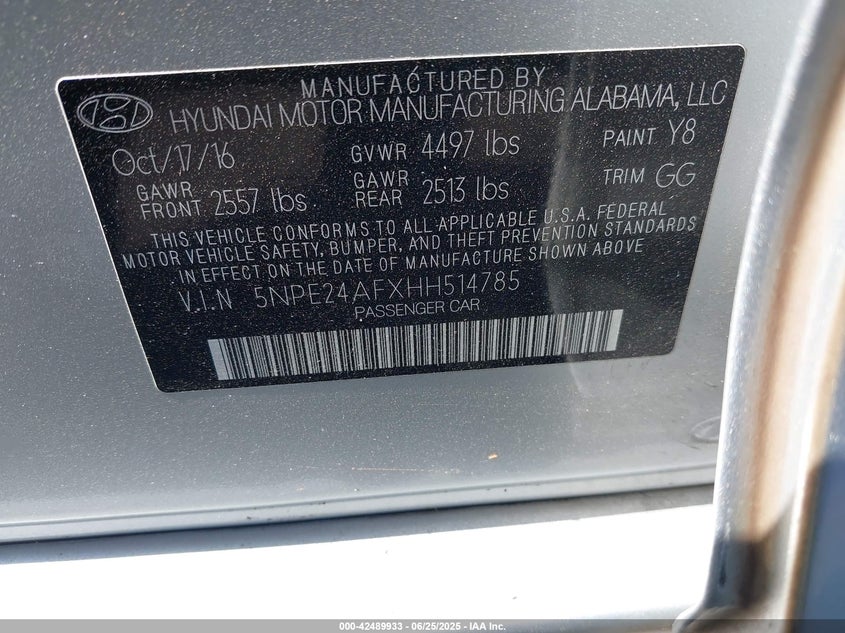 MANUFACTURED BY
HYUNDAI MOTOR MANUFACTURING ALABAMA, LLC
Oct/17/16 GVWR 4497 lbs PAINT Y8
GAWR FRONT 2557 lbs GAWR REAR 2513 lbs TRIM GG
THIS VEHICLE CONFORMS TO ALL APPLICABLE U.S.A. FEDERAL
MOTOR VEHICLE SAFETY, BUMPER, AND THEFT PREVENTION STANDARDS
IN EFFECT ON THE DATE OF MANUFACTURE SHOWN ABOVE
V.I.N 5NPE24AFXHH514785
PASSENGER CAR
000-42489933 - 06/25/2025 - IAA Inc.